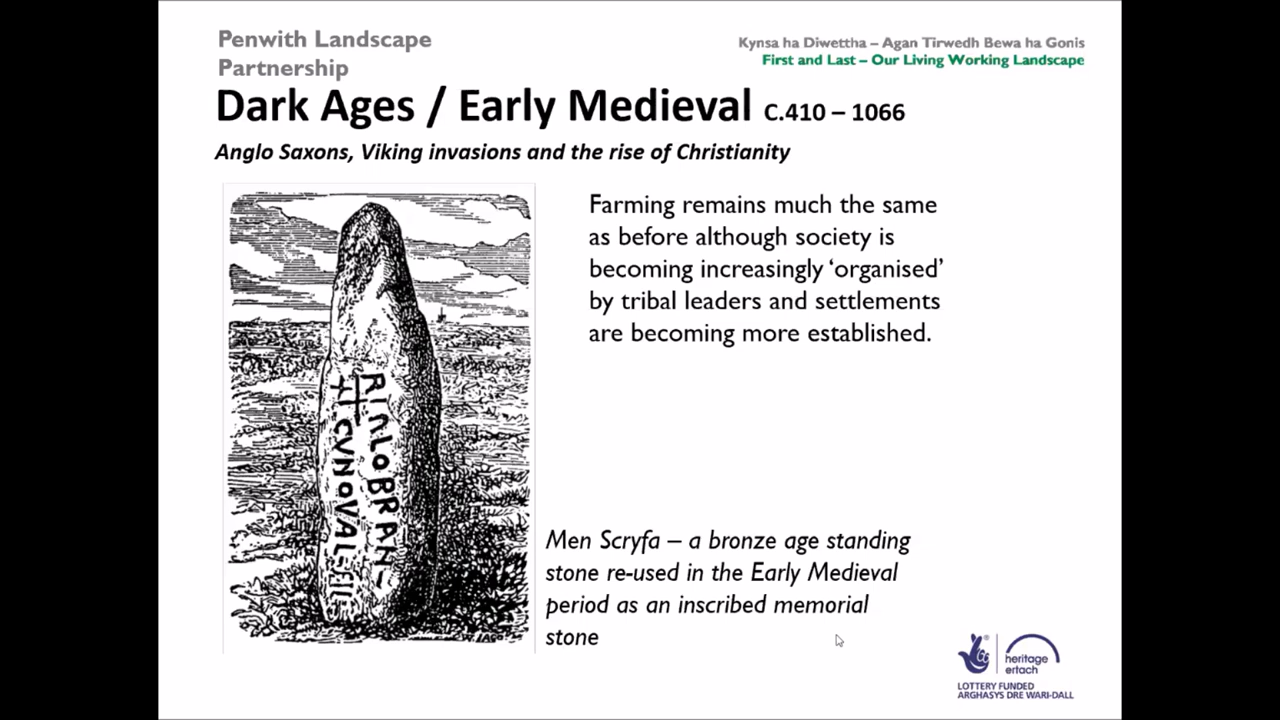 Penwith Landscape
Partnership
Kynsa ha Diwettha – Agan Tirwedh Bewa ha Gonis
First and Last – Our Living Working Landscape
Dark Ages / Early Medieval C.410 – 1066
Anglo Saxons, Viking invasions and the rise of Christianity
Farming remains much the same
as before although society is
becoming increasingly ‘organised’
by tribal leaders and settlements
are becoming more established.
RIALOBRAN-
CVNOVAL
Men Scryfa – a bronze age standing
stone re-used in the Early Medieval
period as an inscribed memorial
stone
heritage
ertach
LOTTERY FUNDED
ARGHASYS DRE WARI-DALL